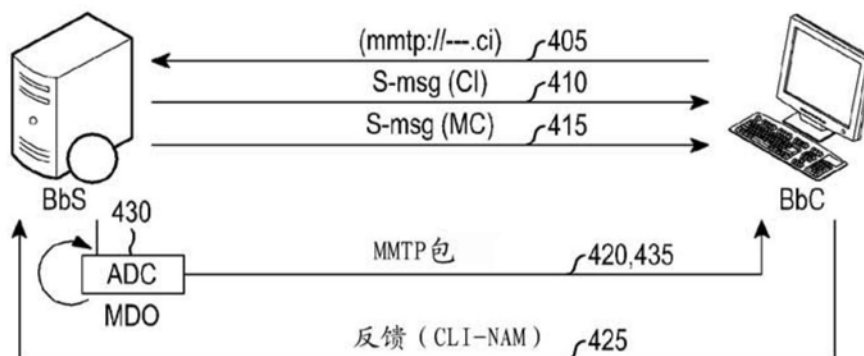 (mmtp://---.ci) 405
S-msg (CI) 410
S-msg (MC) 415
BbS
BbC
430
ADC
MMTP包
420,435
MDO
反馈(CLI-NAM) 425